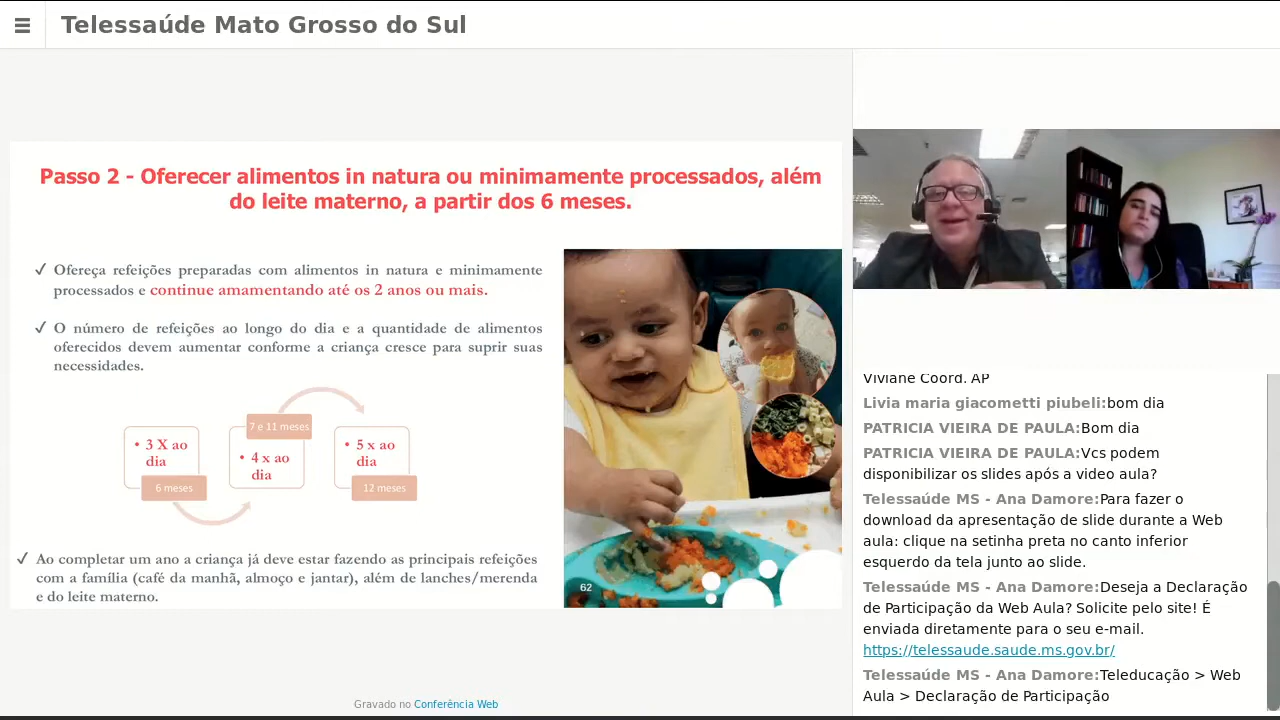 Telessaúde Mato Grosso do Sul
Passo 2 - Oferecer alimentos in natura ou minimamente processados, além
do leite materno, a partir dos 6 meses.
✓ Ofereça refeições preparadas com alimentos in natura e minimamente
processados e continue amamentando até os 2 anos ou mais.
✓ O número de refeições ao longo do dia e a quantidade de alimentos
oferecidos devem aumentar conforme a criança cresce para suprir suas
necessidades.
• 3 X ao
dia
6 meses
7 e 11 meses
• 4 x ao
dia
• 5 x ao
dia
12 meses
✓ Ao completar um ano a criança já deve estar fazendo as principais refeições
com a família (café da manhã, almoço e jantar), além de lanches/merenda
e do leite materno.
62
Gravado no Conferência Web
Viviane Coord. AP
Livia maria giacometti piubeli:bom dia
PATRICIA VIEIRA DE PAULA:Bom dia
PATRICIA VIEIRA DE PAULA:Vcs podem
disponibilizar os slides após a video aula?
Telessaúde MS - Ana Damore:Para fazer o
download da apresentação de slide durante a Web
aula: clique na setinha preta no canto inferior
esquerdo da tela junto ao slide.
Telessaúde MS - Ana Damore:Deseja a Declaração
de Participação da Web Aula? Solicite pelo site! É
enviada diretamente para o seu e-mail.
https://telessaude.saude.ms.gov.br/
Telessaúde MS - Ana Damore:Teleducação > Web
Aula > Declaração de Participação